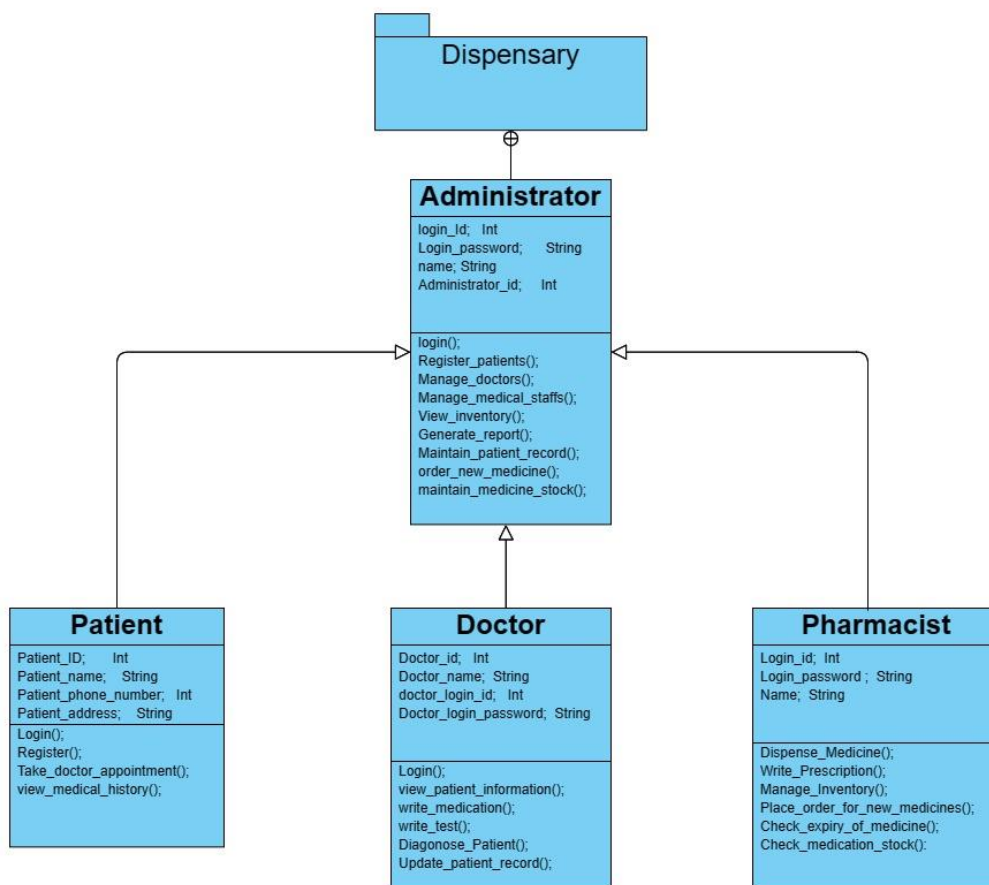 Dispensary
Administrator
login_Id; Int
Login_password; String
name; String
Administrator_id; Int
login();
Register_patients();
Manage_doctors();
Manage_medical_staffs();
View_inventory();
Generate_report();
Maintain_patient_record();
order_new_medicine();
maintain_medicine_stock();
Patient
Patient_ID; Int
Patient_name; String
Patient_phone_number; Int
Patient_address; String
Login();
Register();
Take_doctor_appointment();
view_medical_history();
Doctor
Doctor_id; Int
Doctor_name; String
doctor_login_id; Int
Doctor_login_password; String
Login();
view_patient_information();
write_medication();
write_test();
Diagonose_Patient();
Update_patient_record();
Pharmacist
Login_id; Int
Login_password ; String
Name; String
Dispense_Medicine();
Write_Prescription();
Manage_Inventory();
Place_order_for_new_medicines();
Check_expiry_of_medicine();
Check_medication_stock():